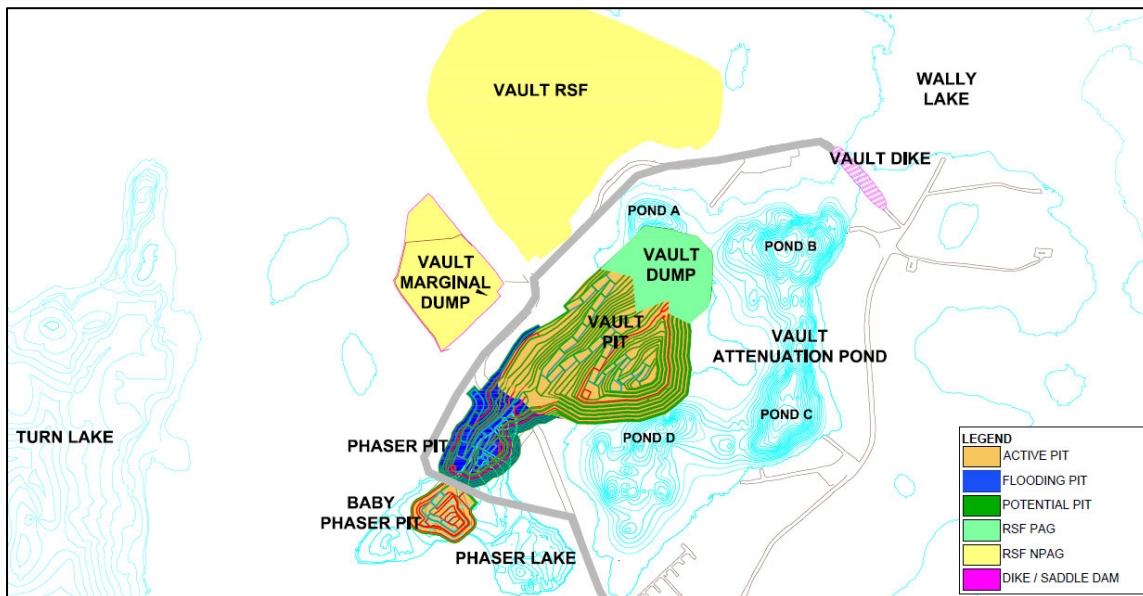 VAULT RSF
WALLY
LAKE
VAULT DIKE
POND A
POND B
VAULT
DUMP
VAULT
MARGINAL
DUMP
VAULT
PIT
VAULT
ATTENUATION POND
POND C
POND D
TURN LAKE
PHASER PIT
BABY
PHASER PIT
PHASER LAKE
LEGEND
ACTIVE PIT
FLOODING PIT
POTENTIAL PIT
RSF PAG
RSF NPAG
DIKE / SADDLE DAM